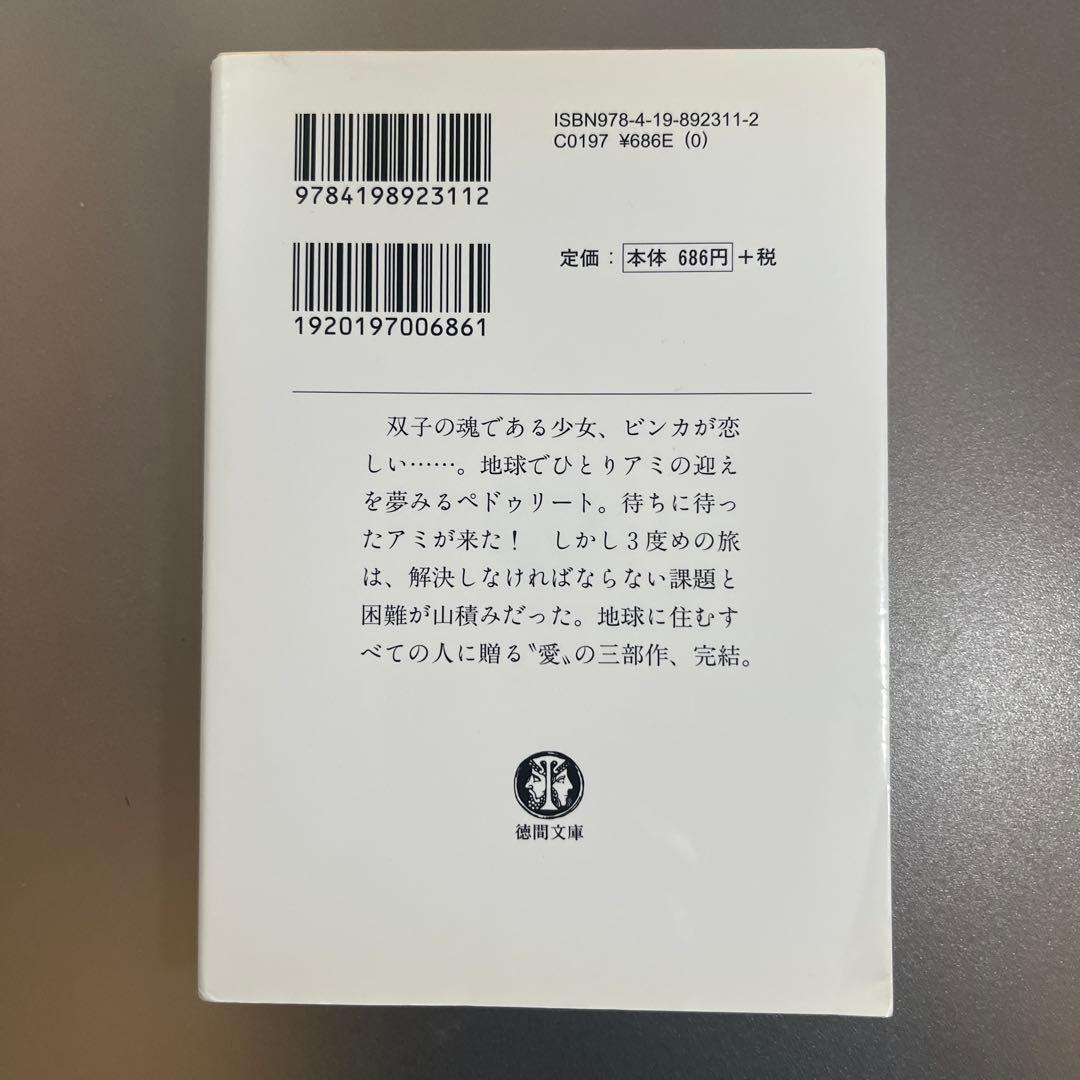 ISBN978-4-19-892311-2
C0197 ¥686E (0)
9784198923112
定価：本体 686円＋税
1920197006861
双子の魂である少女、ビンカが恋
しい……。地球でひとりアミの迎え
を夢みるペドゥリート。待ちに待っ
たアミが来た！　しかし３度めの旅
は、解決しなければならない課題と
困難が山積みだった。地球に住むす
べての人に贈る〝愛〟の三部作、完結。
徳間文庫